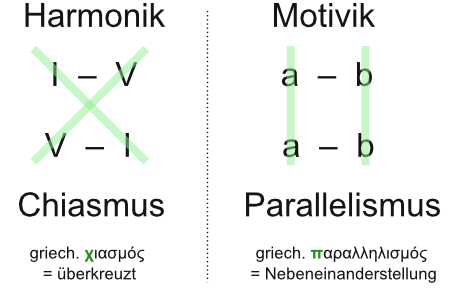 Harmonik
I – V
V – I
Chiasmus
griech. χιασμός
= überkreuzt
Motivik
a – b
a – b
Parallelismus
griech. παραλληλισμός
= Nebeneinanderstellung